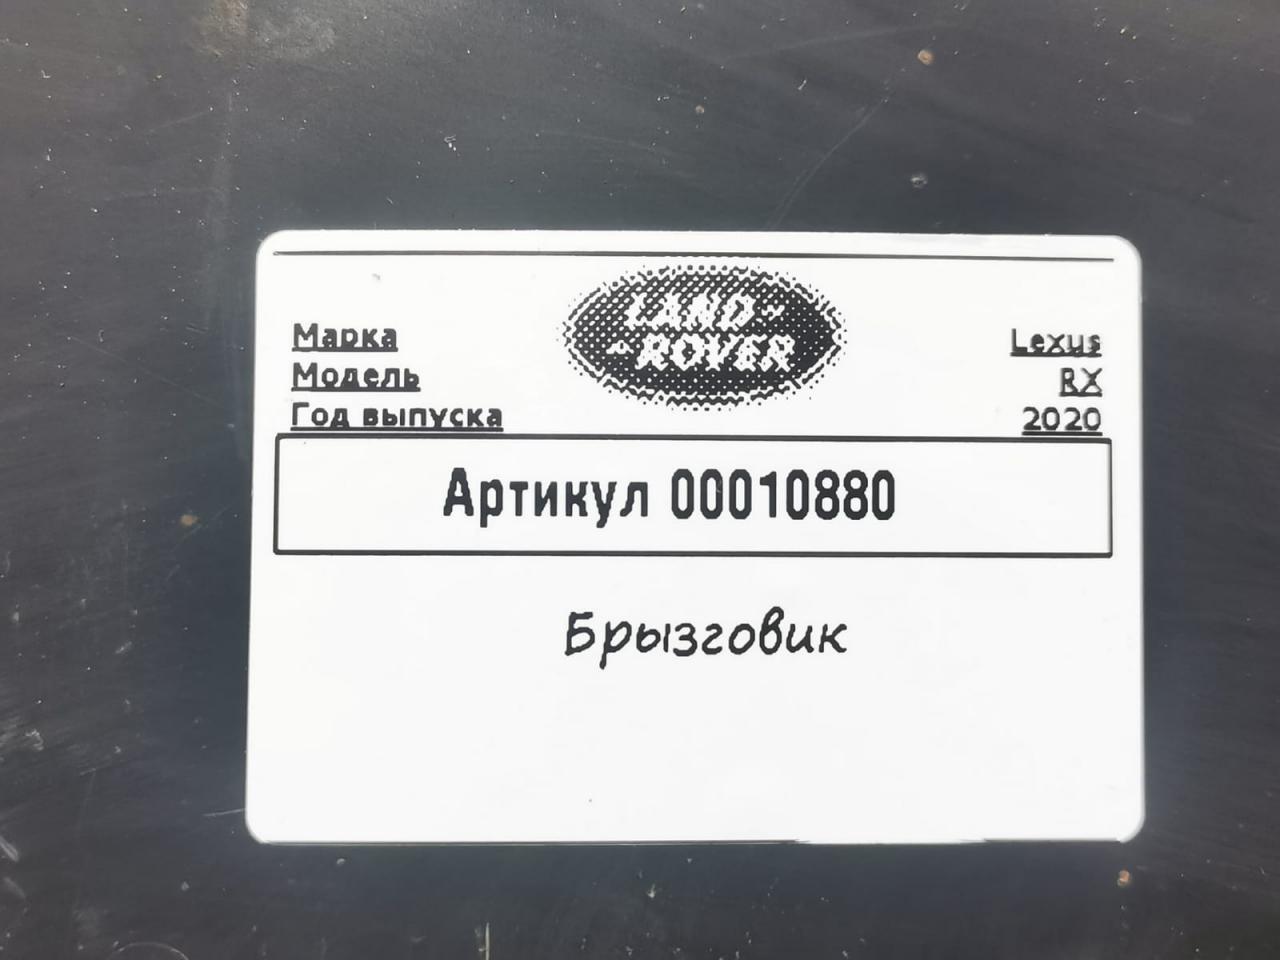 LAND-
-ROVER
Марка Lexus
Модель RX
Год выпуска 2020
Артикул 00010880
Брызговик